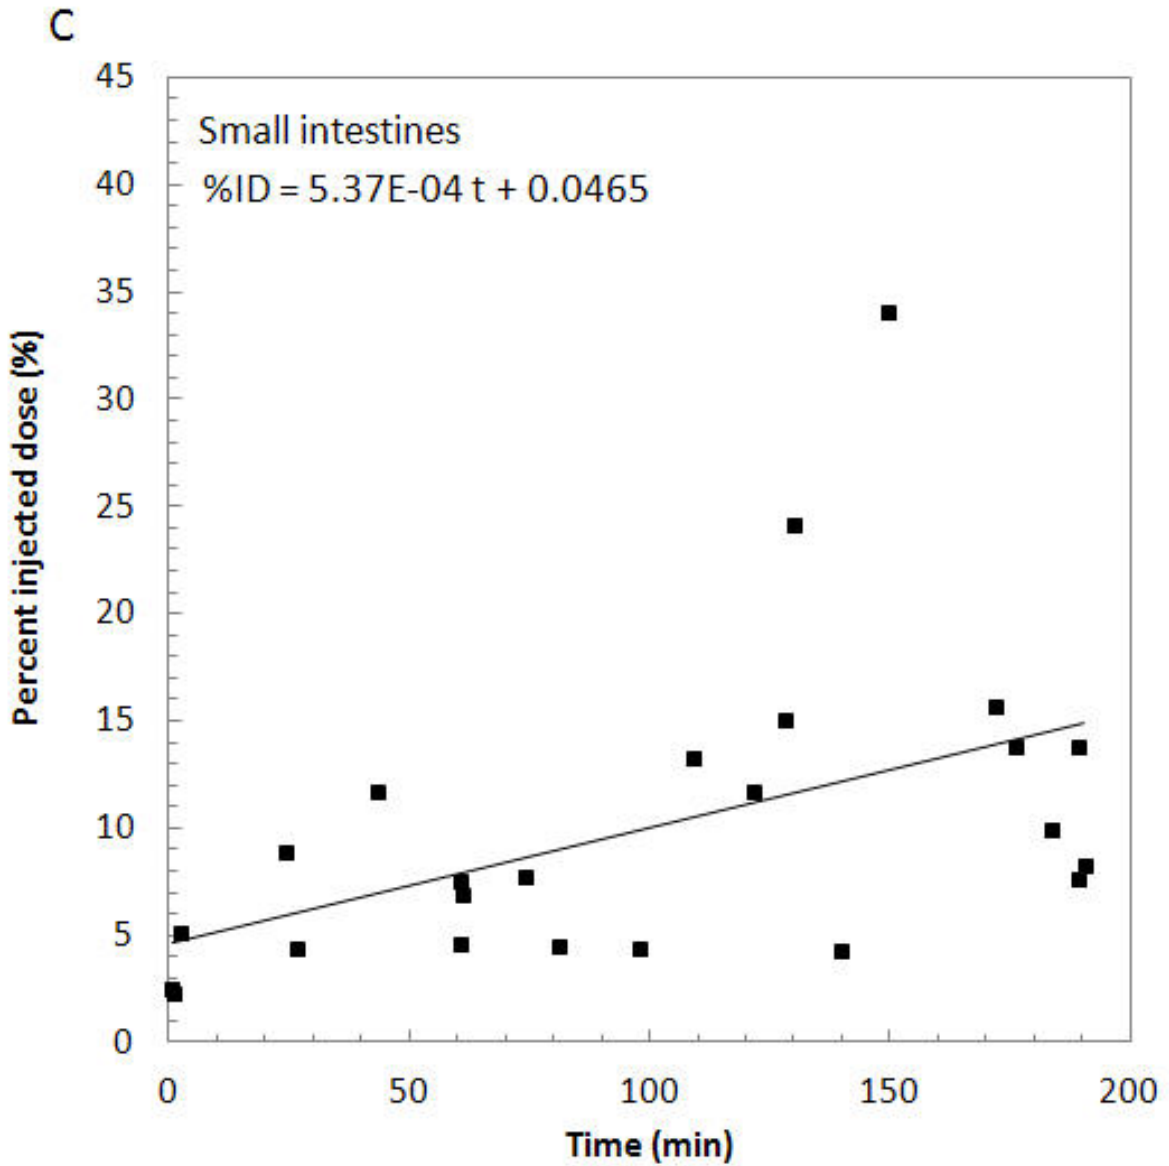 C
Small intestines
%ID = 5.37E-04 t + 0.0465
45
40
35
30
25
20
15
10
5
0
Percent injected dose (%)
0 50 100 150 200
Time (min)